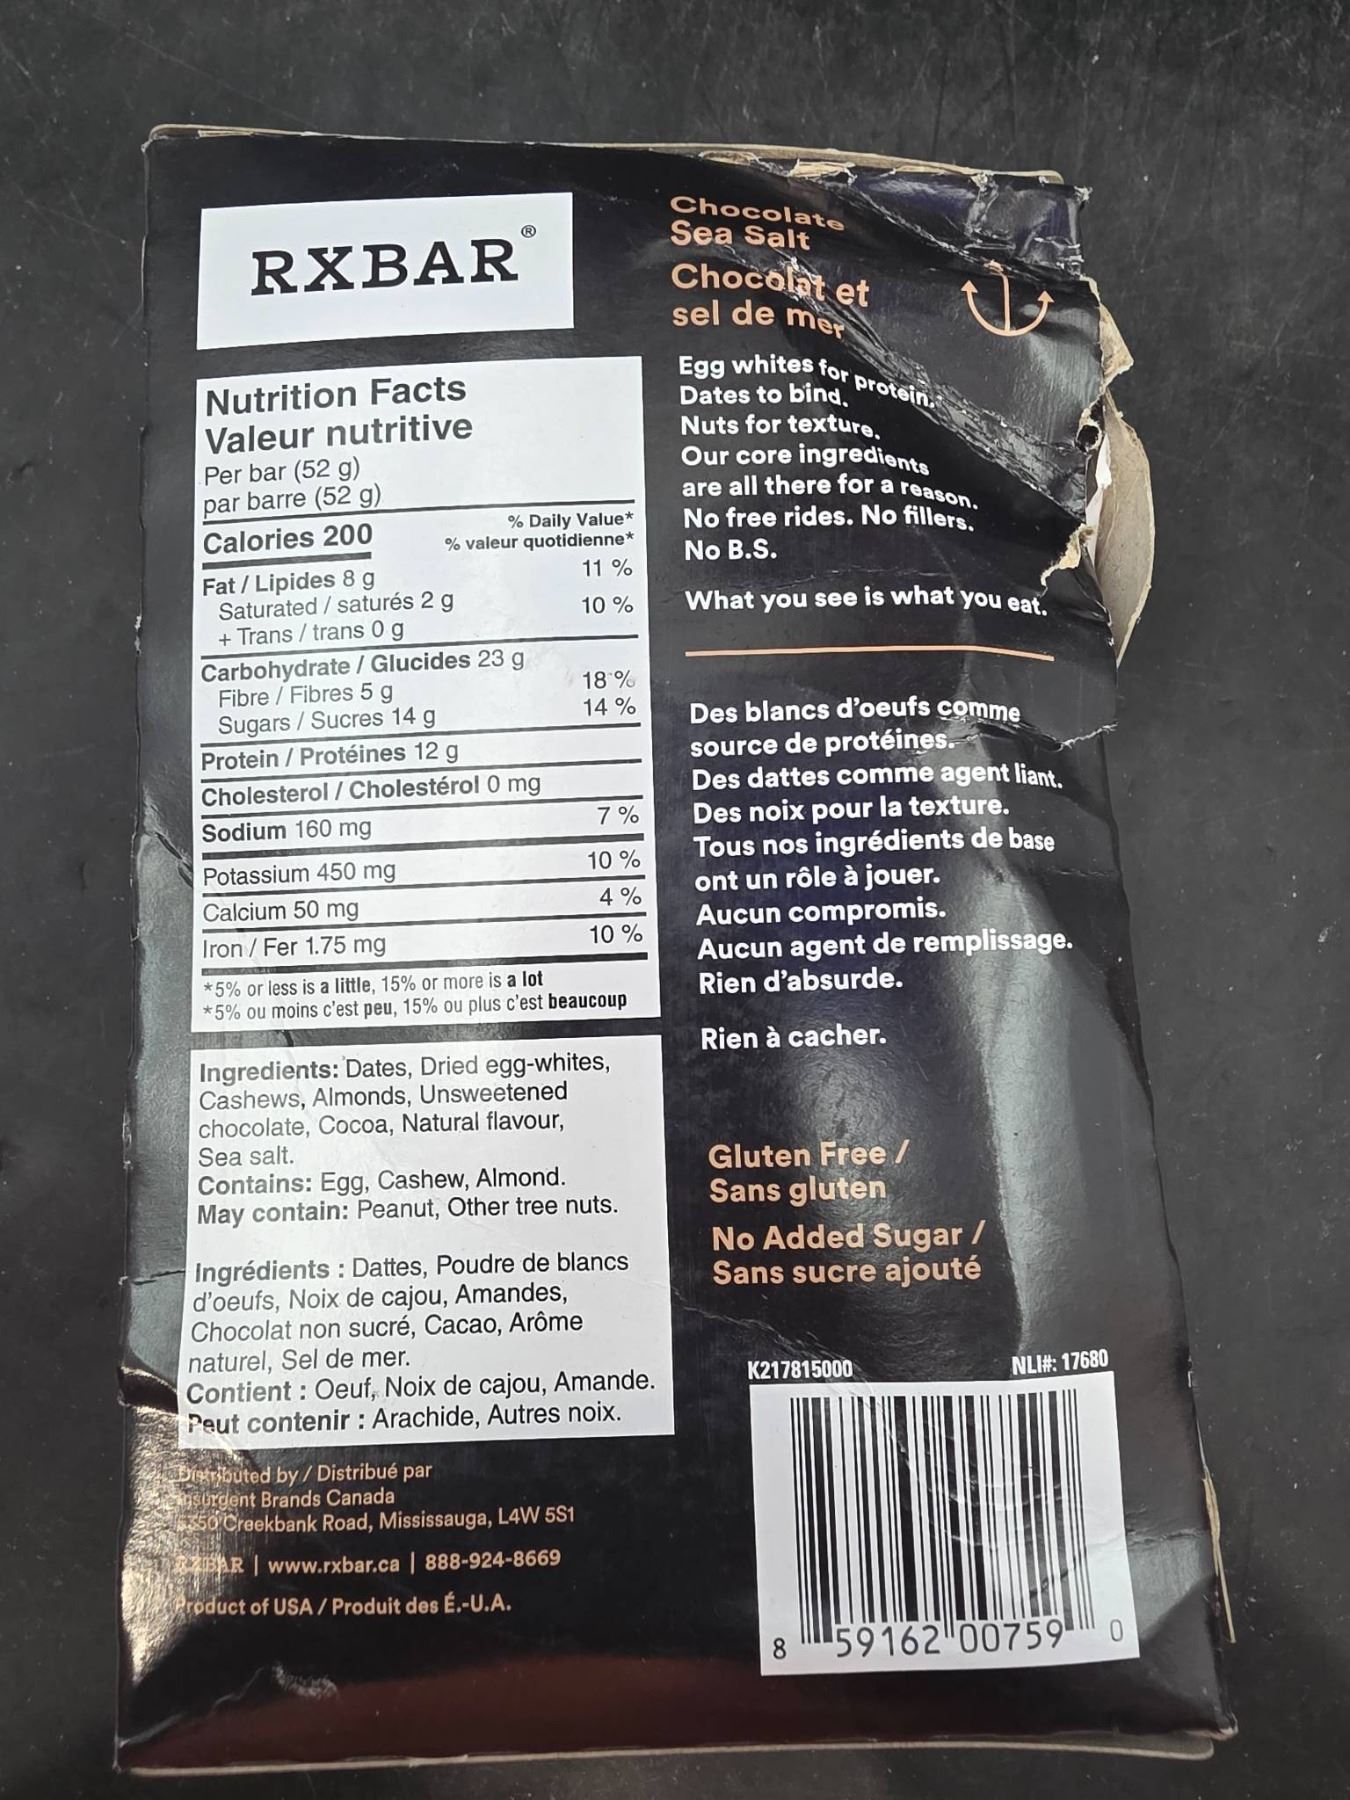 RXBAR®
Nutrition Facts
Valeur nutritive
Per bar (52 g)
par barre (52 g)
Calories 200
% Daily Value*
% valeur quotidienne*
Fat / Lipides 8 g 11 %
Saturated / saturés 2 g
+ Trans / trans 0 g 10 %
Carbohydrate / Glucides 23 g
Fibre / Fibres 5 g 18 %
Sugars / Sucres 14 g 14 %
Protein / Protéines 12 g
Cholesterol / Cholestérol 0 mg
Sodium 160 mg 7 %
Potassium 450 mg 10 %
Calcium 50 mg 4 %
Iron / Fer 1.75 mg 10 %
*5% or less is a little, 15% or more is a lot
*5% ou moins c'est peu, 15% ou plus c'est beaucoup
Ingredients: Dates, Dried egg-whites,
Cashews, Almonds, Unsweetened
chocolate, Cocoa, Natural flavour,
Sea salt.
Contains: Egg, Cashew, Almond.
May contain: Peanut, Other tree nuts.
Ingrédients : Dattes, Poudre de blancs
d'oeufs, Noix de cajou, Amandes,
Chocolat non sucré, Cacao, Arôme
naturel, Sel de mer.
Contient : Oeuf, Noix de cajou, Amande.
Peut contenir : Arachide, Autres noix.
Distributed by / Distribué par
Insurgent Brands Canada
5350 Creekbank Road, Mississauga, L4W 5S1
RXBAR | www.rxbar.ca | 888-924-8669
Product of USA / Produit des É.-U.A.
Chocolate
Sea Salt
Chocolat et
sel de mer
Egg whites for protein.
Dates to bind.
Nuts for texture.
Our core ingredients
are all there for a reason.
No free rides. No fillers.
No B.S.
What you see is what you eat.
Des blancs d'oeufs comme
source de protéines.
Des dattes comme agent liant.
Des noix pour la texture.
Tous nos ingrédients de base
ont un rôle à jouer.
Aucun compromis.
Aucun agent de remplissage.
Rien d'absurde.
Rien à cacher.
Gluten Free /
Sans gluten
No Added Sugar /
Sans sucre ajouté
K217815000 NLI#: 17680
8 59162 00759 0